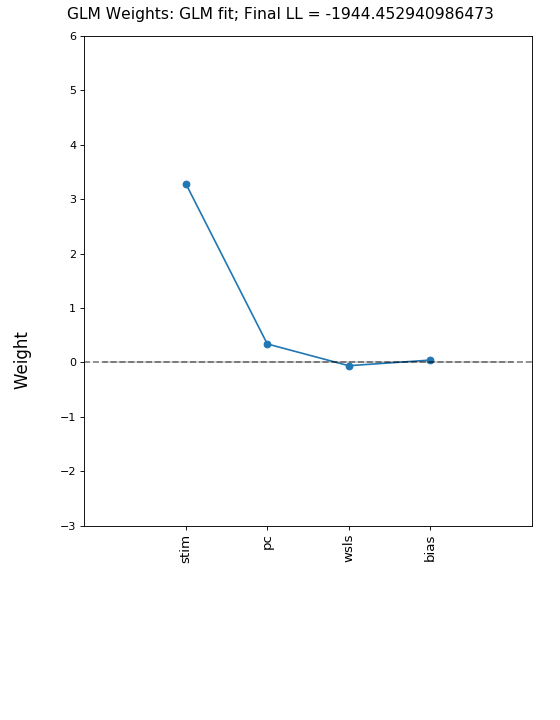 GLM Weights: GLM fit; Final LL = -1944.452940986473
6
5
4
3
2
1
0
−1
−2
−3
Weight
stim
pc
wsls
bias